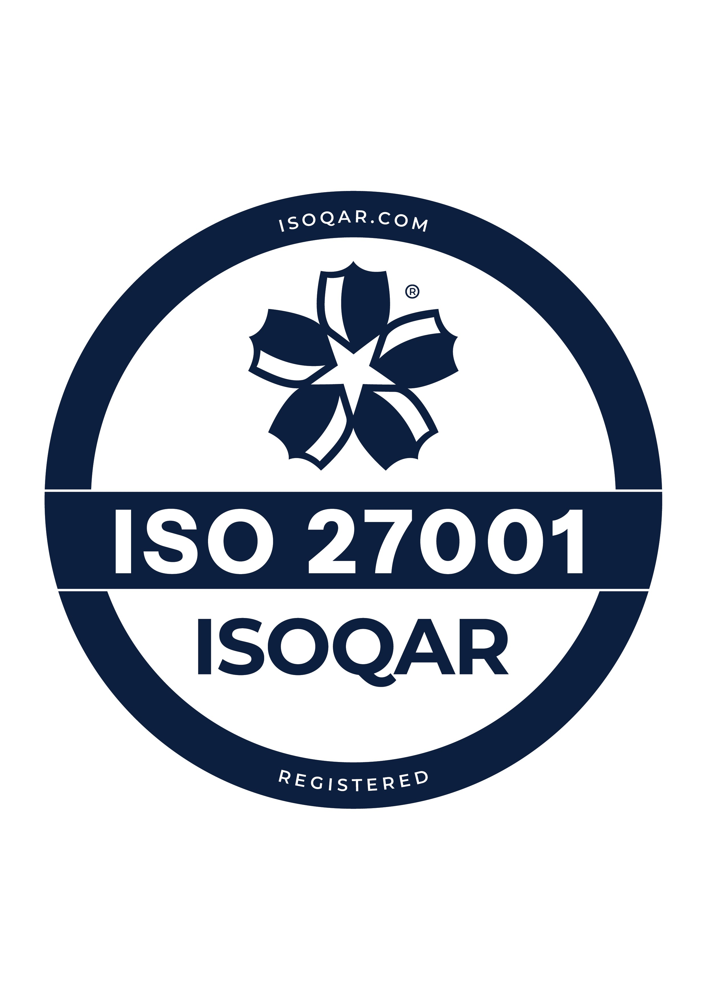 ISOQAR.COM
®
ISO 27001
ISOQAR
REGISTERED